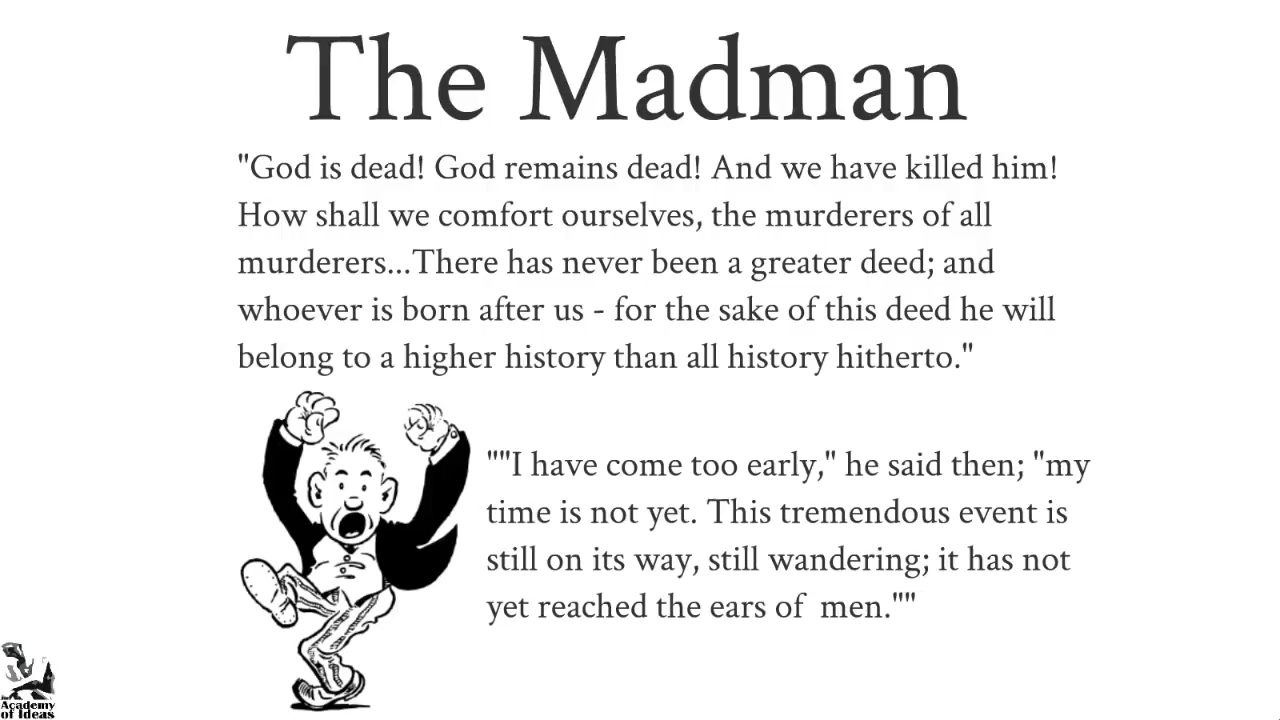 The Madman
"God is dead! God remains dead! And we have killed him!
How shall we comfort ourselves, the murderers of all
murderers...There has never been a greater deed; and
whoever is born after us - for the sake of this deed he will
belong to a higher history than all history hitherto."
""I have come too early," he said then; "my
time is not yet. This tremendous event is
still on its way, still wandering; it has not
yet reached the ears of  men.""
Academy
of Ideas